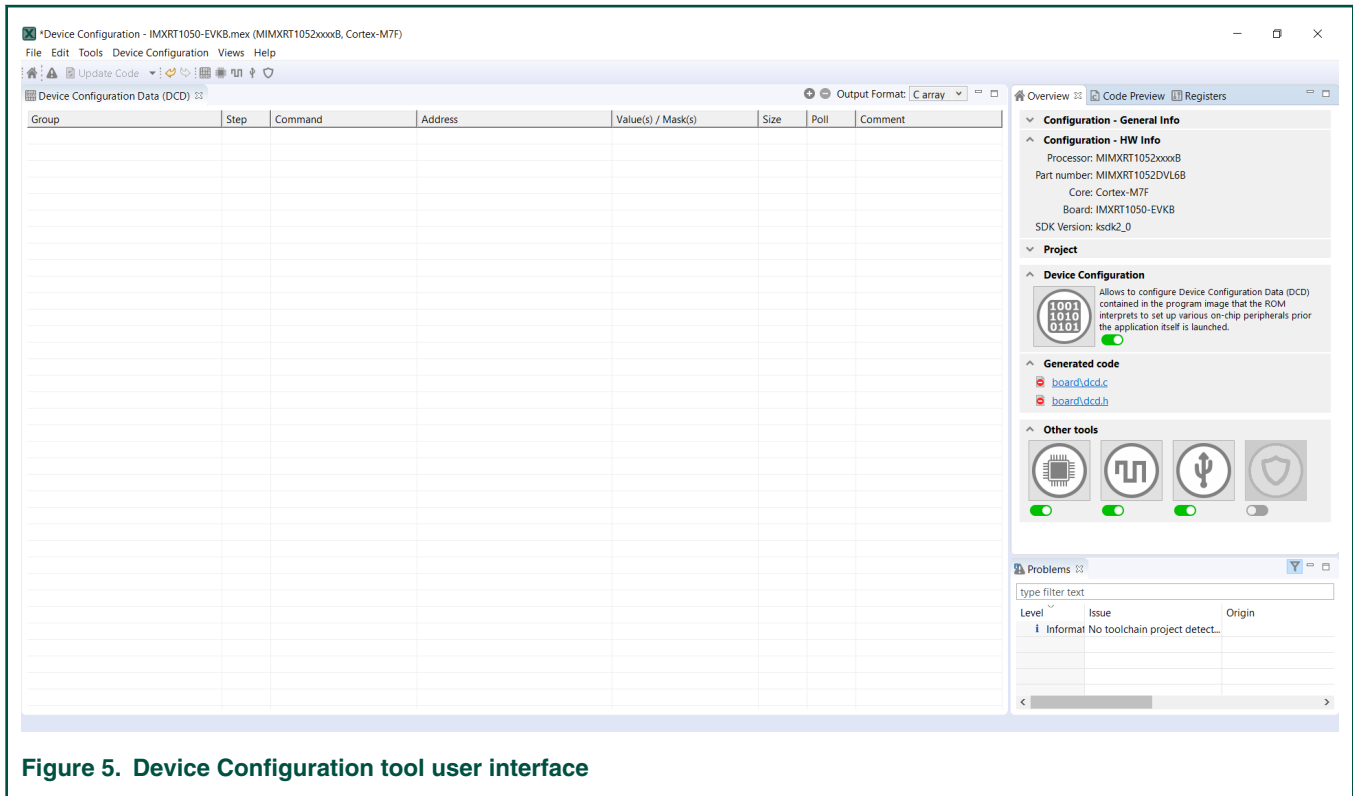 *Device Configuration - IMXRT1050-EVKB.mex (MIMXRT1052xxxxB, Cortex-M7F)
File Edit Tools Device Configuration Views Help
Update Code
Device Configuration Data (DCD)
Output Format: C array
Group Step Command Address Value(s) / Mask(s) Size Poll Comment
Overview Code Preview Registers
Configuration - General Info
Configuration - HW Info
Processor: MIMXRT1052xxxxB
Part number: MIMXRT1052DVL6B
Core: Cortex-M7F
Board: IMXRT1050-EVKB
SDK Version: ksdk2_0
Project
Device Configuration
1001
1010
0101
Allows to configure Device Configuration Data (DCD)
contained in the program image that the ROM
interprets to set up various on-chip peripherals prior
the application itself is launched.
Generated code
board\dcd.c
board\dcd.h
Other tools
Problems
type filter text
Level Issue Origin
Informat No toolchain project detect...
Figure 5. Device Configuration tool user interface